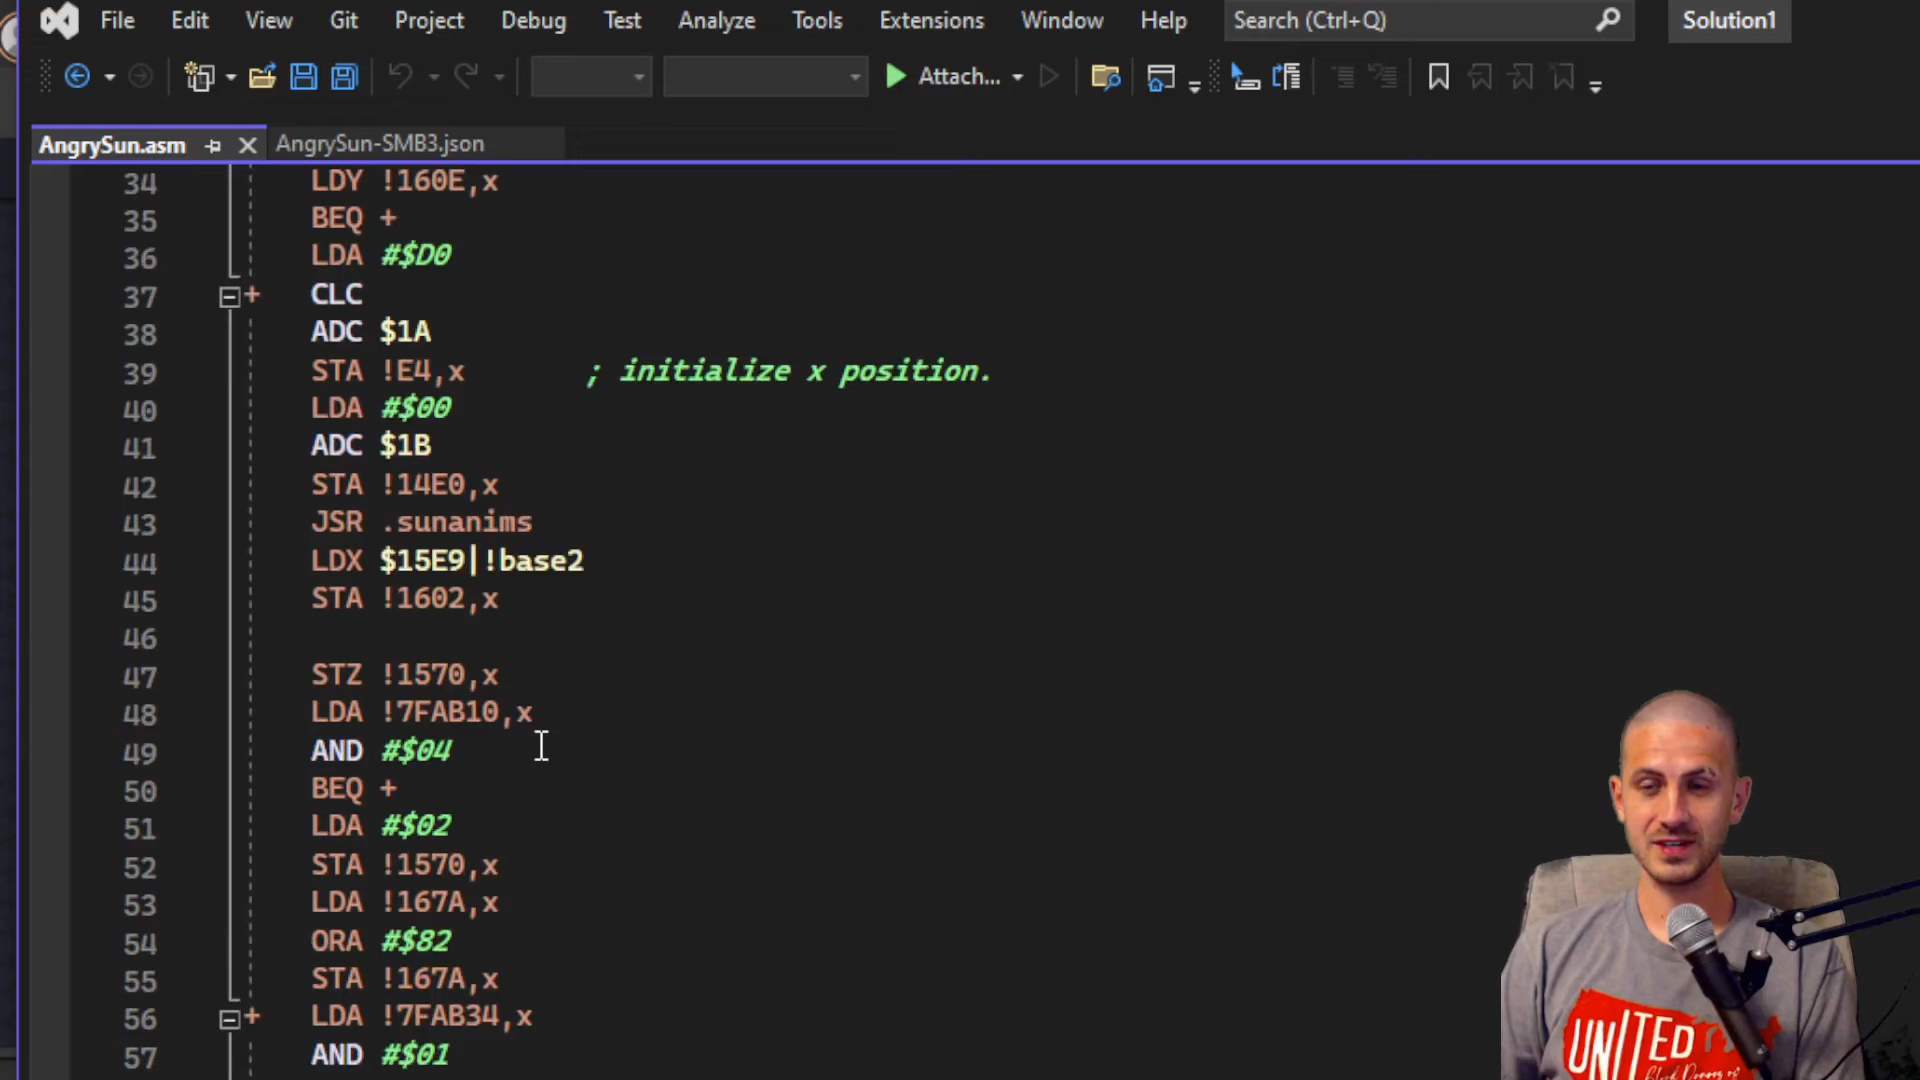 File Edit View Git Project Debug Test Analyze Tools Extensions Window Help Search (Ctrl+Q) Solution1
Attach...
AngrySun.asm AngrySun-SMB3.json
34 LDY !160E,x
35 BEQ +
36 LDA #$D0
37 + CLC
38 ADC $1A
39 STA !E4,x ; initialize x position.
40 LDA #$00
41 ADC $1B
42 STA !14E0,x
43 JSR .sunanims
44 LDX $15E9|!base2
45 STA !1602,x
46
47 STZ !1570,x
48 LDA !7FAB10,x
49 AND #$04
50 BEQ +
51 LDA #$02
52 STA !1570,x
53 LDA !167A,x
54 ORA #$82
55 STA !167A,x
56 + LDA !7FAB34,x
57 AND #$01
UNITED
Blood Donors of